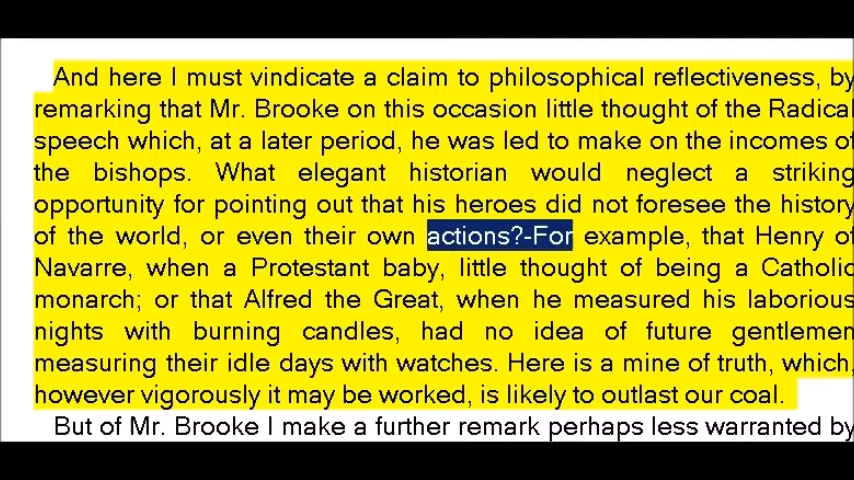 And here I must vindicate a claim to philosophical reflectiveness, by
remarking that Mr. Brooke on this occasion little thought of the Radical
speech which, at a later period, he was led to make on the incomes of
the bishops. What elegant historian would neglect a striking
opportunity for pointing out that his heroes did not foresee the history
of the world, or even their own actions?-For example, that Henry of
Navarre, when a Protestant baby, little thought of being a Catholic
monarch; or that Alfred the Great, when he measured his laborious
nights with burning candles, had no idea of future gentlemen
measuring their idle days with watches. Here is a mine of truth, which,
however vigorously it may be worked, is likely to outlast our coal.
But of Mr. Brooke I make a further remark perhaps less warranted by